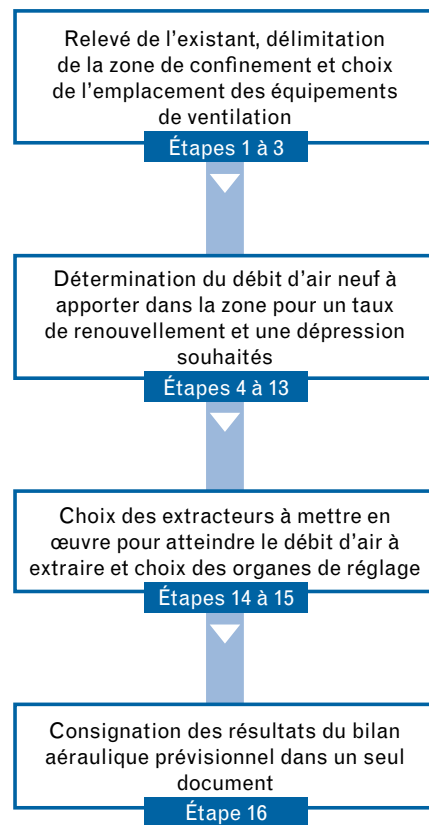 Relevé de l’existant, délimitation
de la zone de confinement et choix
de l’emplacement des équipements
de ventilation
Étapes 1 à 3
Détermination du débit d’air neuf à
apporter dans la zone pour un taux
de renouvellement et une dépression
souhaités
Étapes 4 à 13
Choix des extracteurs à mettre en
œuvre pour atteindre le débit d’air à
extraire et choix des organes de réglage
Étapes 14 à 15
Consignation des résultats du bilan
aéraulique prévisionnel dans un seul
document
Étape 16